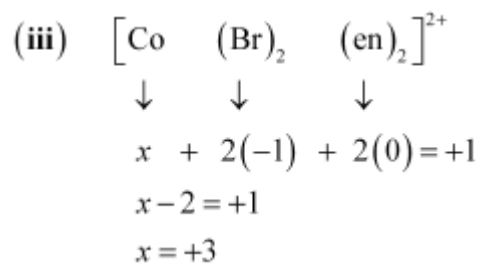 (iii) [Co (Br)₂ (en)₂]²⁺
↓ ↓ ↓
x + 2(−1) + 2(0) = +1
x − 2 = +1
x = +3